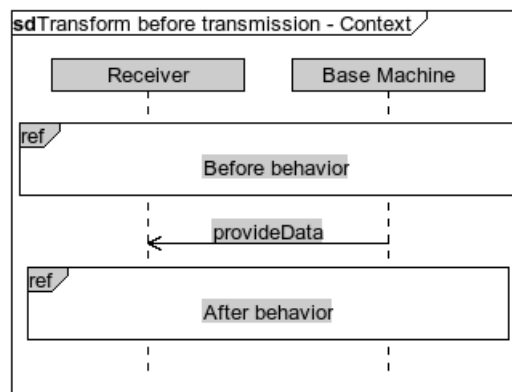 sdTransform before transmission - Context
Receiver
Base Machine
ref
Before behavior
provideData
ref
After behavior